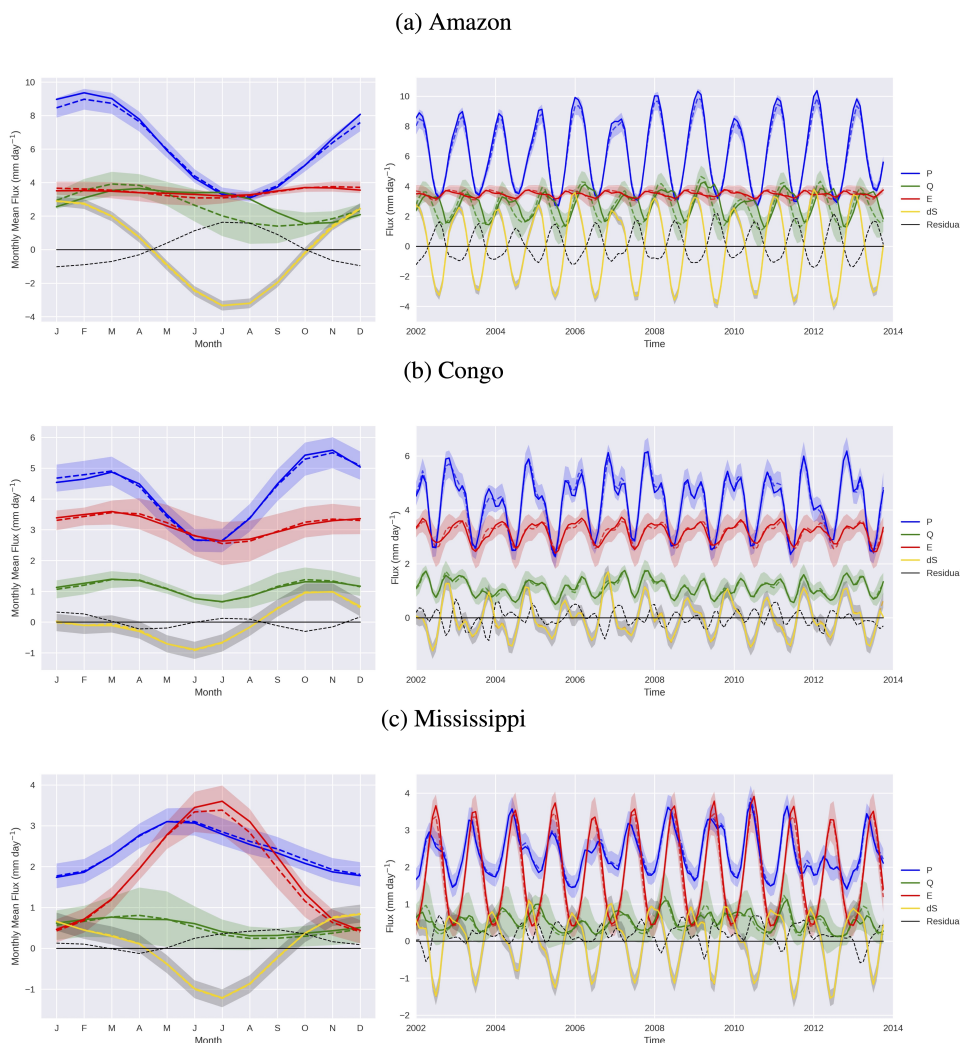 (a) Amazon
Monthly Mean Flux (mm day⁻¹)
10
8
6
4
2
0
−2
−4
J F M A M J J A S O N D
Month
Flux (mm day⁻¹)
10
8
6
4
2
0
−2
−4
2002 2004 2006 2008 2010 2012 2014
Time
P
Q
E
dS
Residua
(b) Congo
Monthly Mean Flux (mm day⁻¹)
6
5
4
3
2
1
0
−1
J F M A M J J A S O N D
Month
Flux (mm day⁻¹)
6
4
2
0
2002 2004 2006 2008 2010 2012 2014
Time
P
Q
E
dS
Residua
(c) Mississippi
Monthly Mean Flux (mm day⁻¹)
4
3
2
1
0
−1
J F M A M J J A S O N D
Month
Flux (mm day⁻¹)
4
3
2
1
0
−1
−2
2002 2004 2006 2008 2010 2012 2014
Time
P
Q
E
dS
Residua